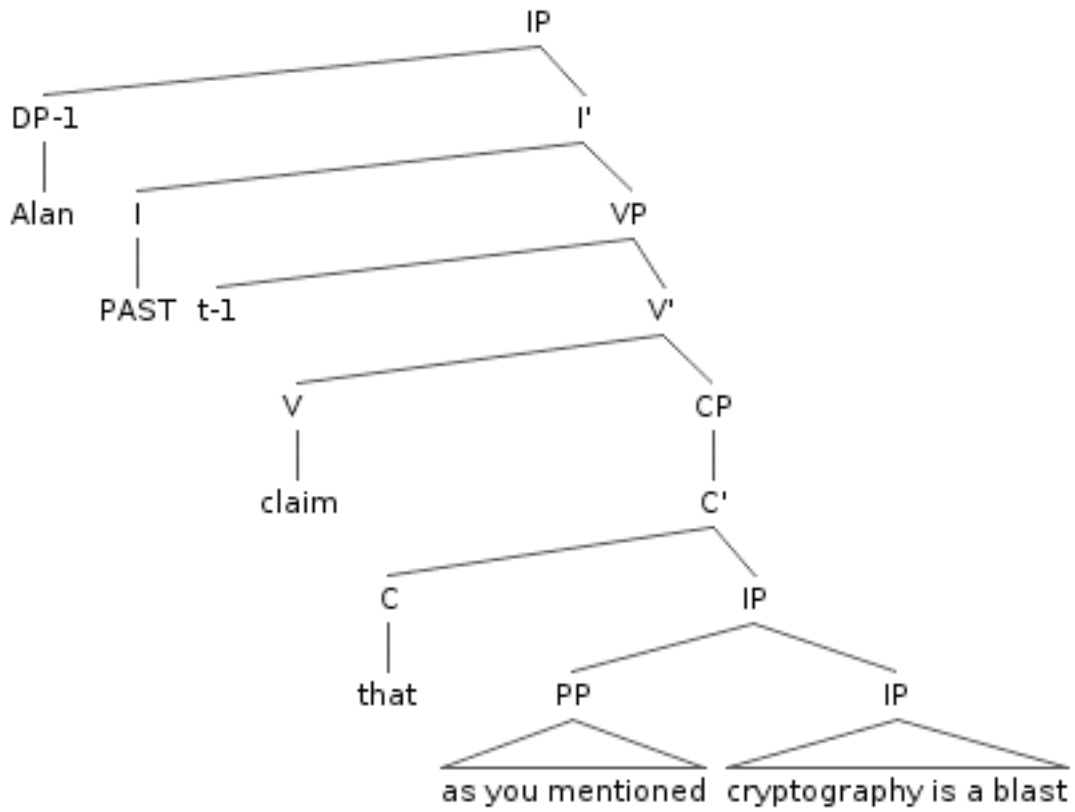 IP
DP-1 I'
Alan I VP
PAST t-1 V'
V CP
claim C'
C IP
that PP IP
as you mentioned cryptography is a blast